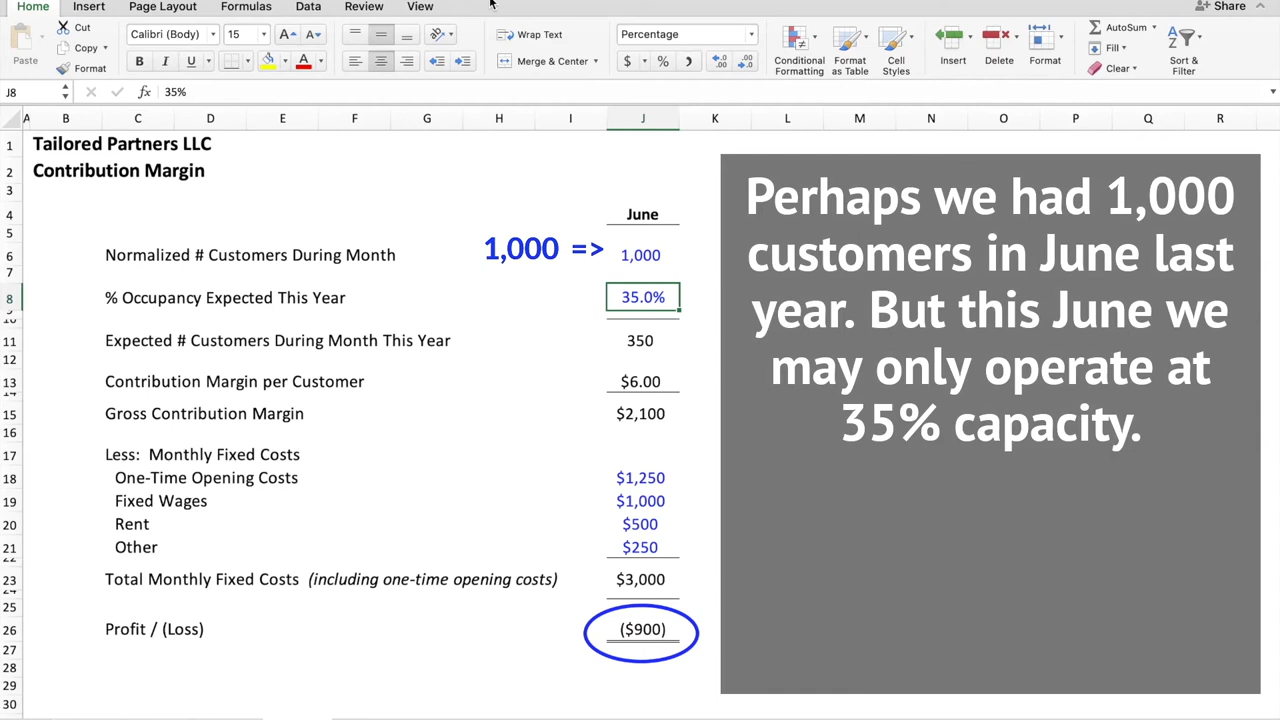 Home Insert Page Layout Formulas Data Review View Share
Cut
Copy
Format
Paste
Calibri (Body) 15 A A
B I U A
Wrap Text
Merge & Center
Percentage
$ % )
Conditional Formatting
Format as Table
Cell Styles
Insert
Delete
Format
AutoSum
Fill
Clear
Sort & Filter
J8 fx 35%
A B C D E F G H I J K L M N O P Q R
1 Tailored Partners LLC
2 Contribution Margin
3
4 June
5
6 Normalized # Customers During Month 1,000 => 1,000
7
8 % Occupancy Expected This Year 35.0%
9
10
11 Expected # Customers During Month This Year 350
12
13 Contribution Margin per Customer $6.00
14
15 Gross Contribution Margin $2,100
16
17 Less: Monthly Fixed Costs
18 One-Time Opening Costs $1,250
19 Fixed Wages $1,000
20 Rent $500
21 Other $250
22
23 Total Monthly Fixed Costs (including one-time opening costs) $3,000
24
25
26 Profit / (Loss) ($900)
27
28
29
30
Perhaps we had 1,000
customers in June last
year. But this June we
may only operate at
35% capacity.